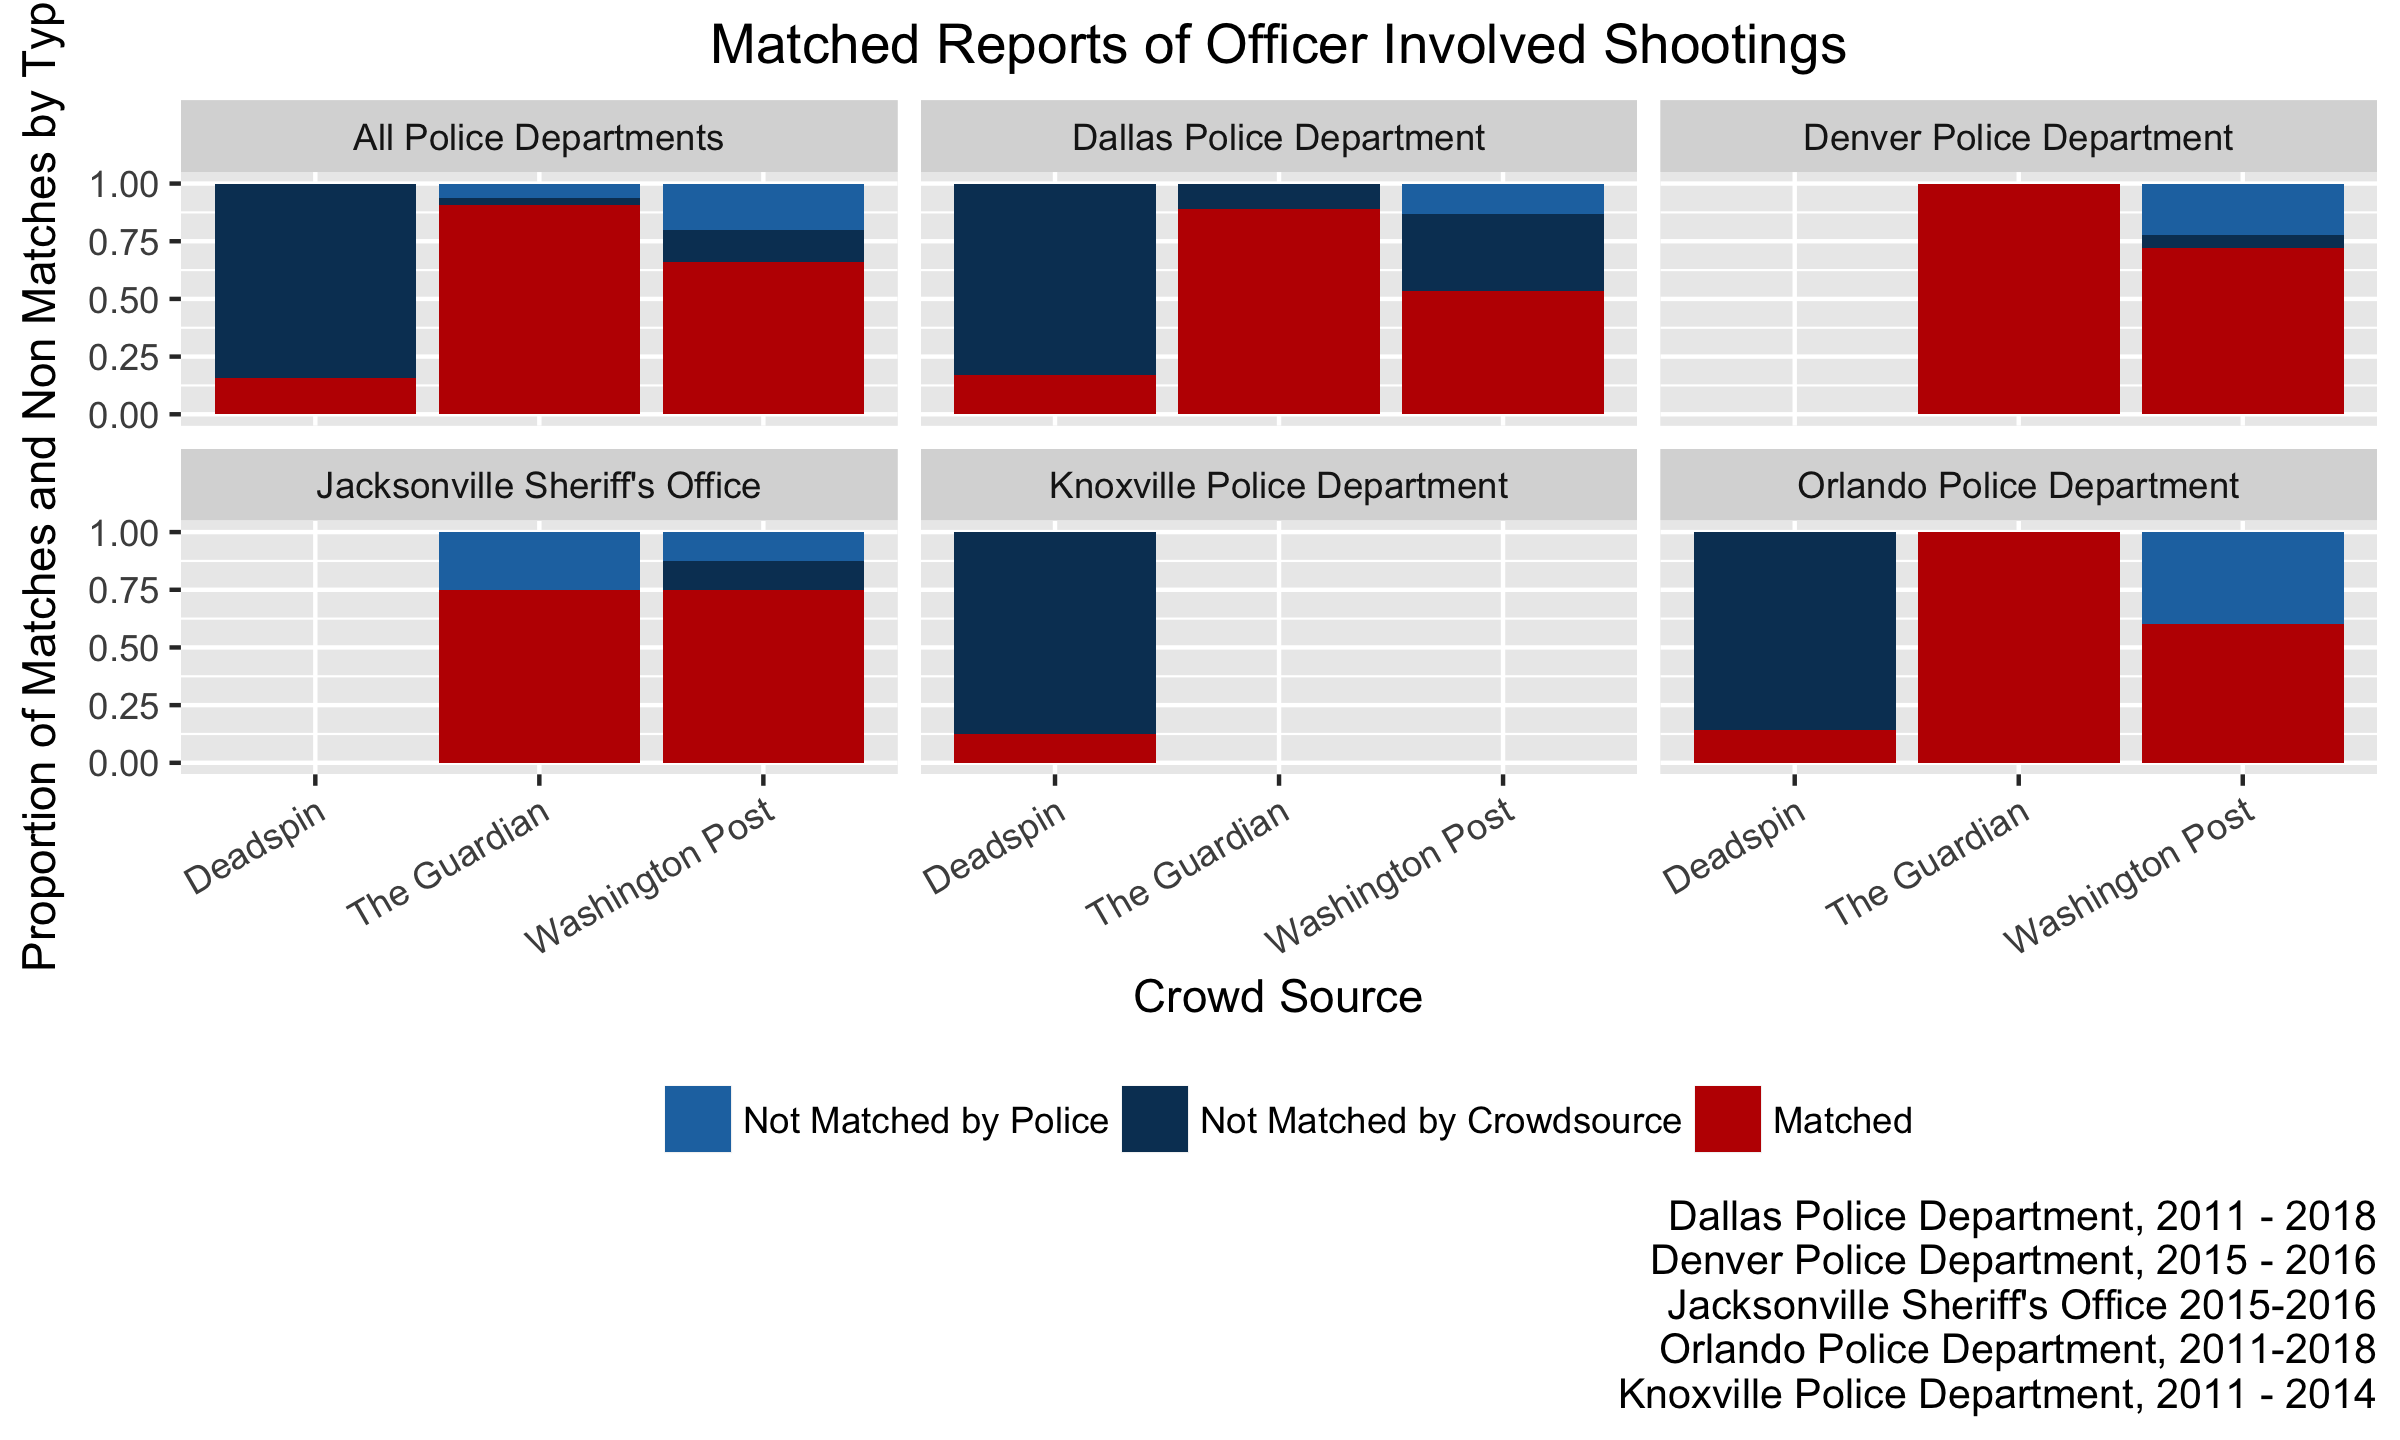 Matched Reports of Officer Involved Shootings
Proportion of Matches and Non Matches by Typ
All Police Departments
Dallas Police Department
Denver Police Department
1.00
0.75
0.50
0.25
0.00
Jacksonville Sheriff's Office
Knoxville Police Department
Orlando Police Department
1.00
0.75
0.50
0.25
0.00
Deadspin
The Guardian
Washington Post
Deadspin
The Guardian
Washington Post
Deadspin
The Guardian
Washington Post
Crowd Source
Not Matched by Police
Not Matched by Crowdsource
Matched
Dallas Police Department, 2011 - 2018
Denver Police Department, 2015 - 2016
Jacksonville Sheriff's Office 2015-2016
Orlando Police Department, 2011-2018
Knoxville Police Department, 2011 - 2014